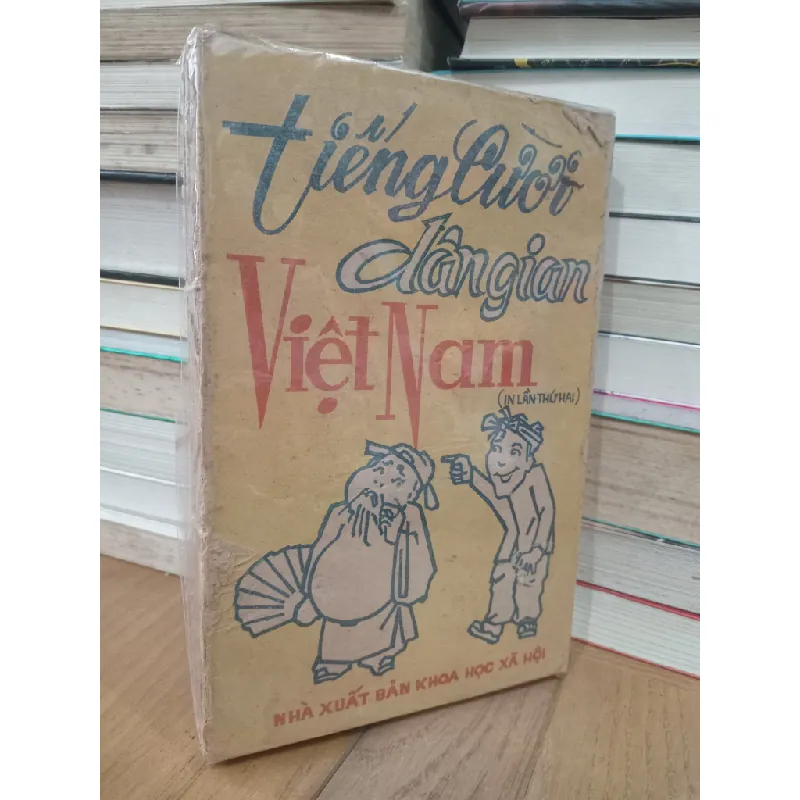 tiếng Cười
dân gian
Việt Nam
(IN LẦN THỨ HAI)
NHÀ XUẤT BẢN KHOA HỌC XÃ HỘI